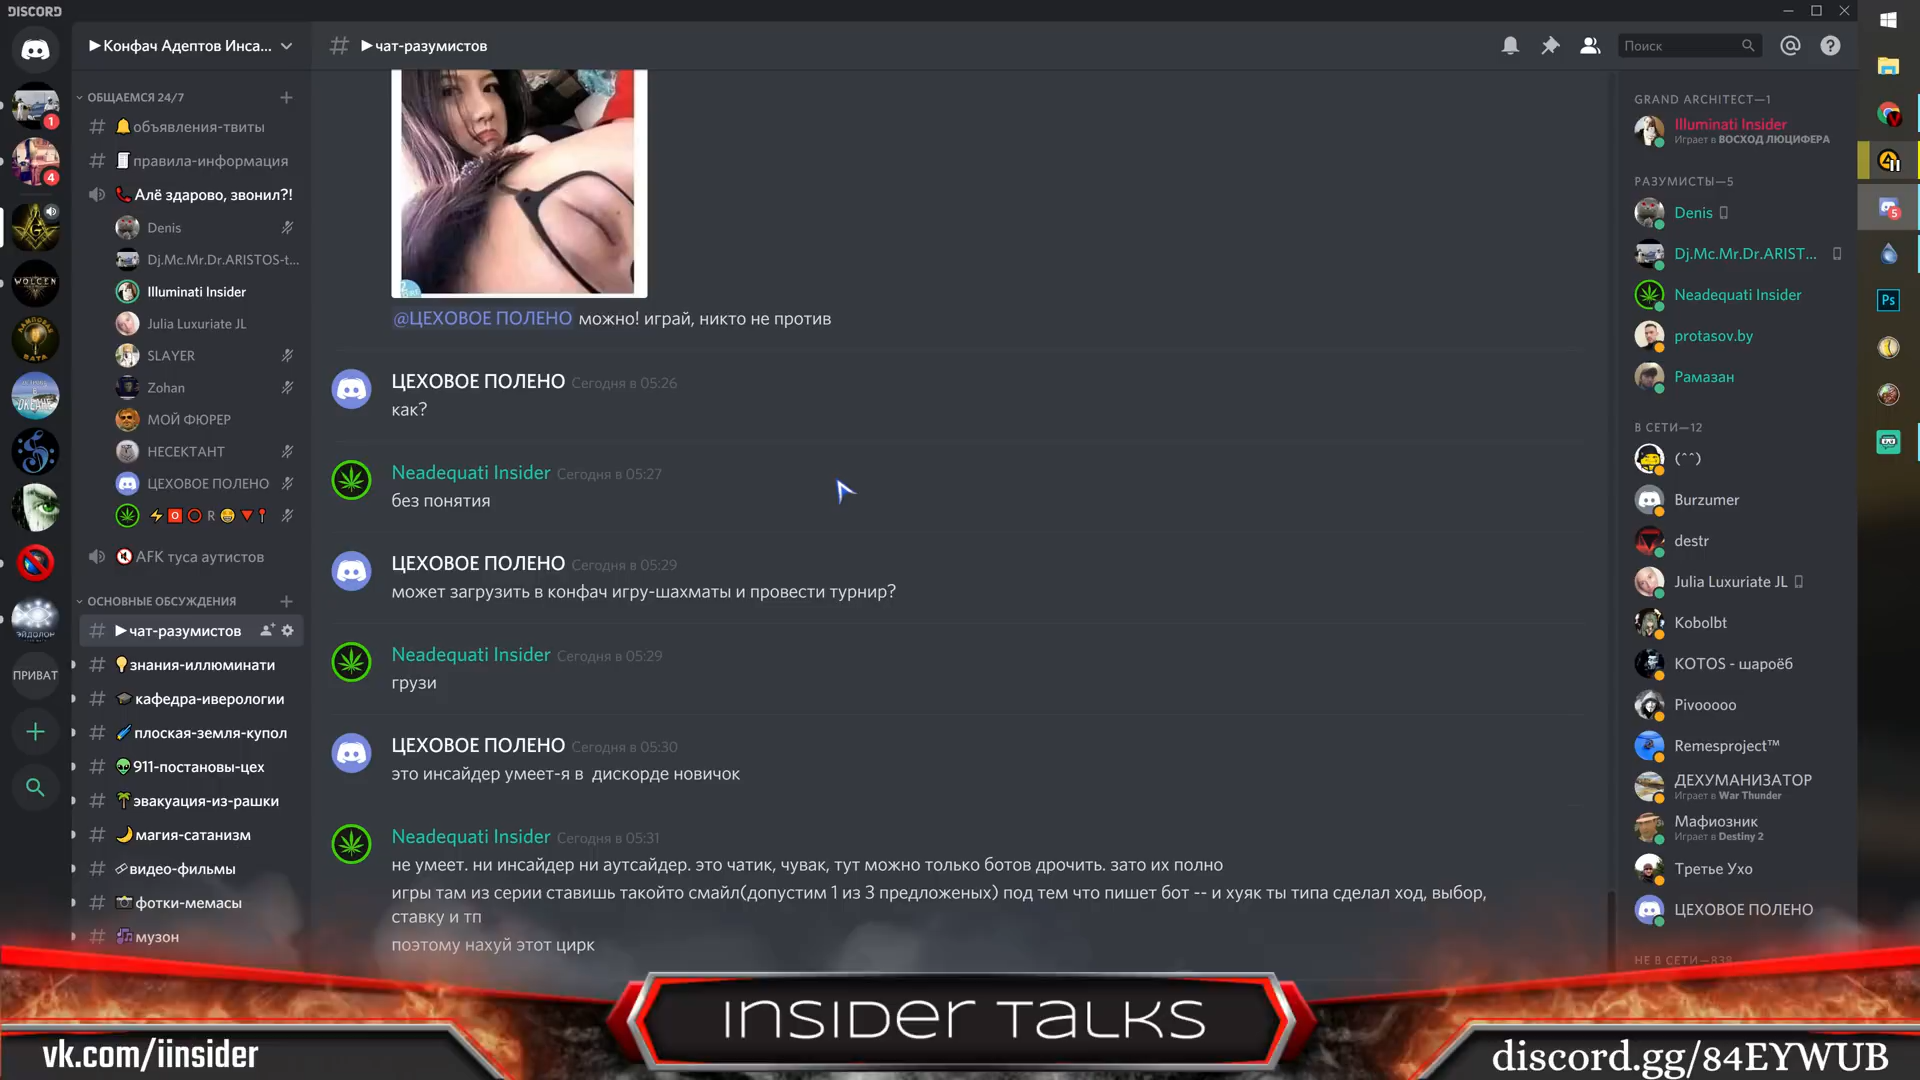 DISCORD
▶Конфач Адептов Инса...
▶чат-разумистов
Поиск
ОБЩАЕМСЯ 24/7
объявления-твиты
правила-информация
Алё здарово, звонил?!
Denis
Dj.Mc.Mr.Dr.ARISTOS-t...
Illuminati Insider
Julia Luxuriate JL
SLAYER
Zohan
МОЙ ФЮРЕР
НЕСЕКТАНТ
ЦЕХОВОЕ ПОЛЕНО
R
AFK туса аутистов
ОСНОВНЫЕ ОБСУЖДЕНИЯ
▶чат-разумистов
знания-иллюминати
кафедра-иверологии
плоская-земля-купол
911-постановы-цех
эвакуация-из-рашки
магия-сатанизм
видео-фильмы
фотки-мемасы
музон
1
4
WOLCEN
ЭЙДОЛОН
ПРИВАТ
@ЦЕХОВОЕ ПОЛЕНО можно! играй, никто не против
ЦЕХОВОЕ ПОЛЕНО Сегодня в 05:26
как?
Neadequati Insider Сегодня в 05:27
без понятия
ЦЕХОВОЕ ПОЛЕНО Сегодня в 05:29
может загрузить в конфач игру-шахматы и провести турнир?
Neadequati Insider Сегодня в 05:29
грузи
ЦЕХОВОЕ ПОЛЕНО Сегодня в 05:30
это инсайдер умеет-я в дискорде новичок
Neadequati Insider Сегодня в 05:31
не умеет. ни инсайдер ни аутсайдер. это чатик, чувак, тут можно только ботов дрочить. зато их полно
игры там из серии ставишь такойто смайл(допустим 1 из 3 предложеных) под тем что пишет бот -- и хуяк ты типа сделал ход, выбор,
ставку и тп
поэтому нахуй этот цирк
GRAND ARCHITECT—1
Illuminati Insider
Играет в ВОСХОД ЛЮЦИФЕРА
РАЗУМИСТЫ—5
Denis
Dj.Mc.Mr.Dr.ARIST...
Neadequati Insider
protasov.by
Рамазан
В СЕТИ—12
(^^)
Burzumer
destr
Julia Luxuriate JL
Kobolbt
KOTOS - шароёб
Pivooooo
Remesproject™
ДЕХУМАНИЗАТОР
Играет в War Thunder
Мафиозник
Играет в Destiny 2
Третье Ухо
ЦЕХОВОЕ ПОЛЕНО
НЕ В СЕТИ—839
5
Ps
INSIDER TALKS
vk.com/iinsider
discord.gg/84EYWUB